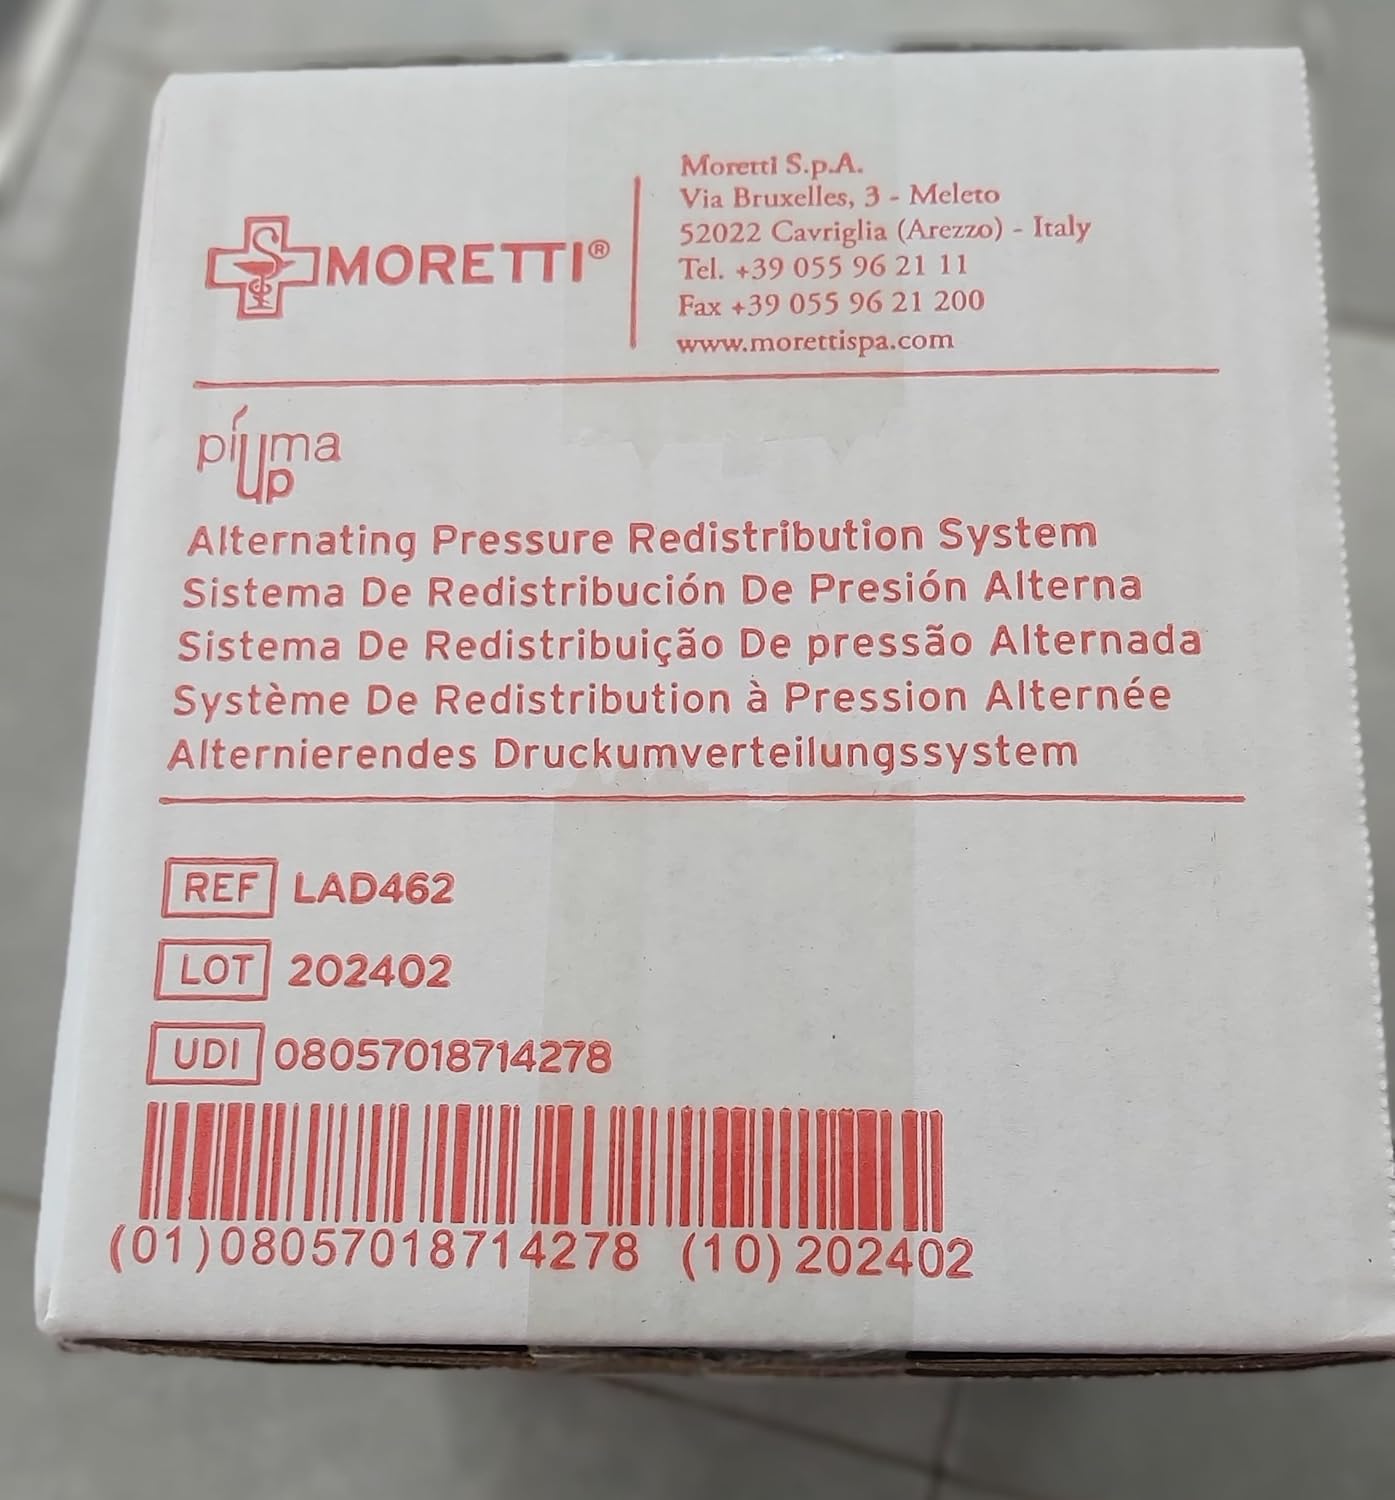 MORETTI®
Moretti S.p.A.
Via Bruxelles, 3 - Meleto
52022 Cavriglia (Arezzo) - Italy
Tel. +39 055 96 21 11
Fax +39 055 96 21 200
www.morettispa.com
piuma
Up
Alternating Pressure Redistribution System
Sistema De Redistribución De Presión Alterna
Sistema De Redistribuição De pressão Alternada
Système De Redistribution à Pression Alternée
Alternierendes Druckumverteilungssystem
REF LAD462
LOT 202402
UDI 08057018714278
(01)08057018714278 (10)202402